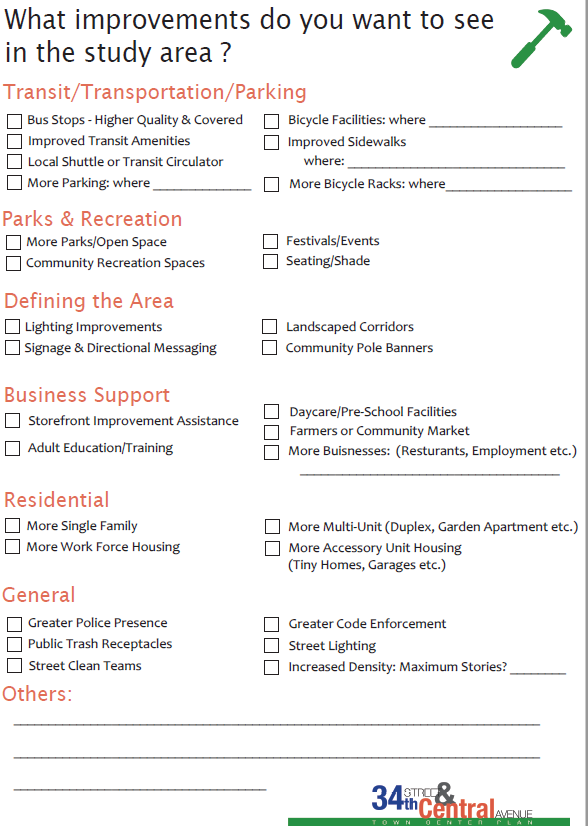 What improvements do you want to see
in the study area ?
Transit/Transportation/Parking
Bus Stops - Higher Quality & Covered
Improved Transit Amenities
Local Shuttle or Transit Circulator
More Parking: where ______________
Bicycle Facilities: where ___________________
Improved Sidewalks
where: _______________________________
More Bicycle Racks: where__________________
Parks & Recreation
More Parks/Open Space
Community Recreation Spaces
Festivals/Events
Seating/Shade
Defining the Area
Lighting Improvements
Signage & Directional Messaging
Landscaped Corridors
Community Pole Banners
Business Support
Storefront Improvement Assistance
Adult Education/Training
Daycare/Pre-School Facilities
Farmers or Community Market
More Buisnesses: (Resturants, Employment etc.)
_____________________________________
Residential
More Single Family
More Work Force Housing
More Multi-Unit (Duplex, Garden Apartment etc.)
More Accessory Unit Housing
(Tiny Homes, Garages etc.)
General
Greater Police Presence
Public Trash Receptacles
Street Clean Teams
Greater Code Enforcement
Street Lighting
Increased Density: Maximum Stories? ________
Others:
34th STREET & Central AVENUE
TOWN CENTER PLAN